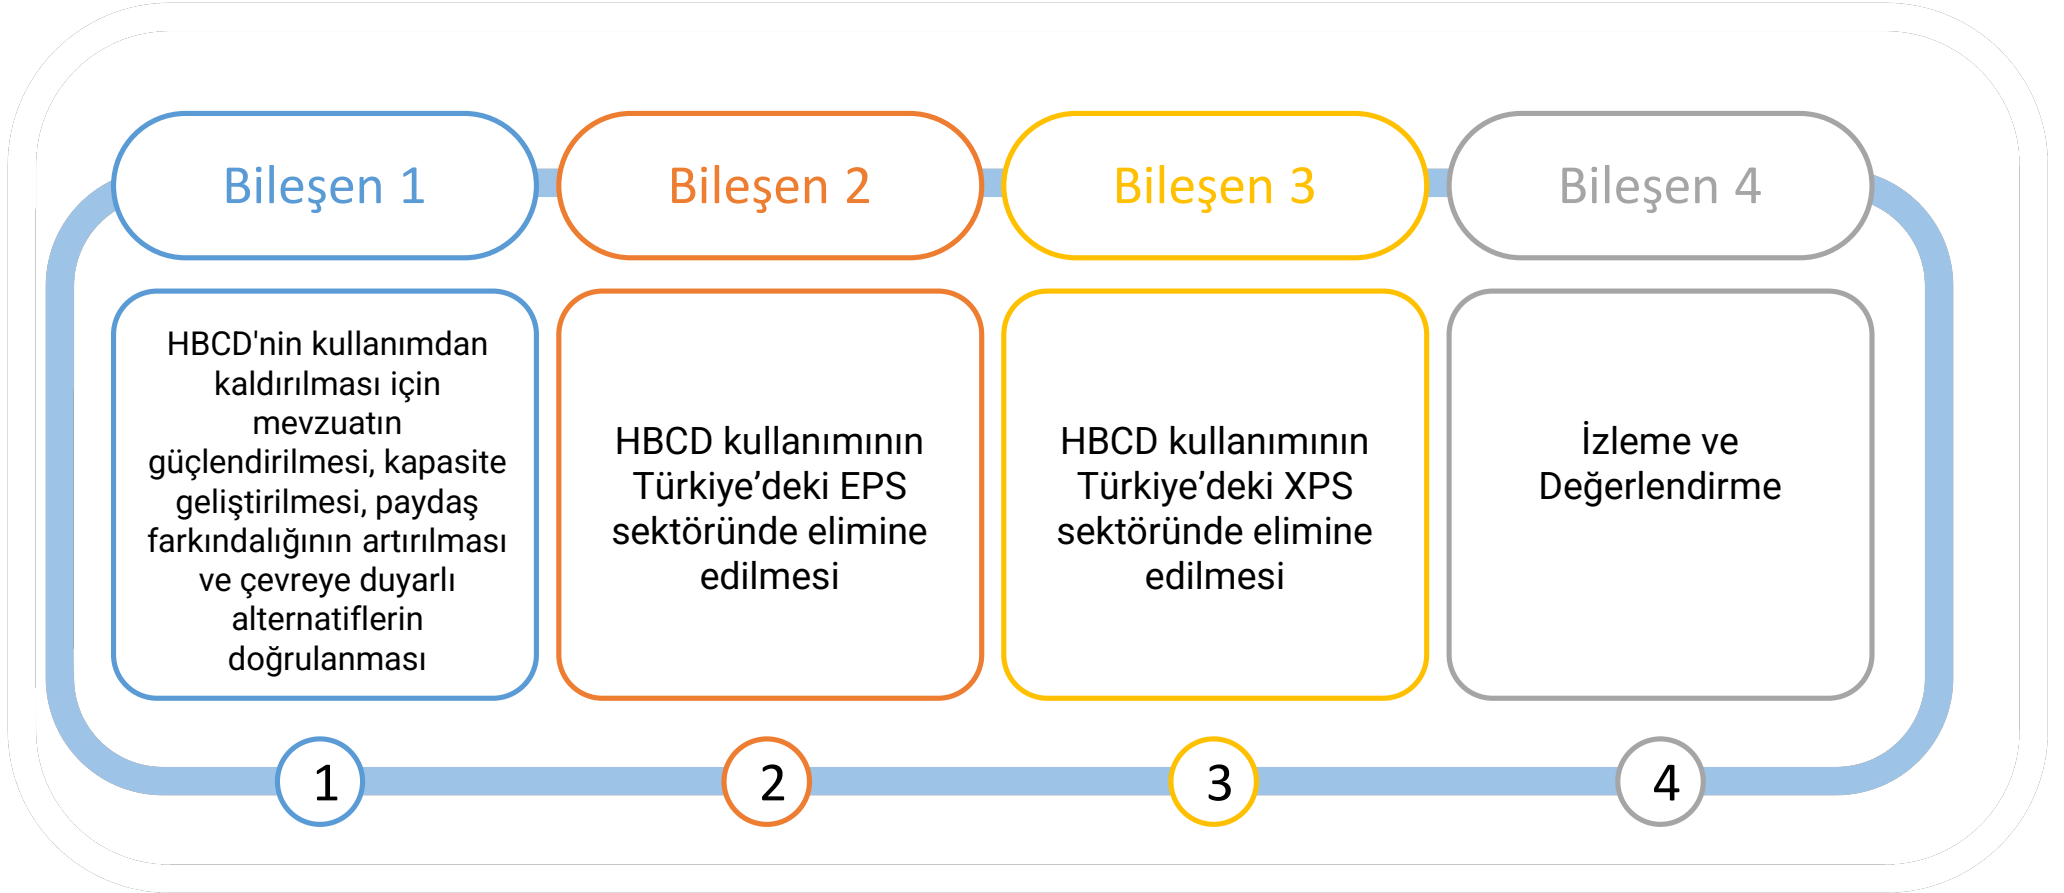 Bileşen 1
Bileşen 2
Bileşen 3
Bileşen 4
HBCD'nin kullanımdan
kaldırılması için
mevzuatın
güçlendirilmesi, kapasite
geliştirilmesi, paydaş
farkındalığının artırılması
ve çevreye duyarlı
alternatiflerin
doğrulanması
HBCD kullanımının
Türkiye’deki EPS
sektöründe elimine
edilmesi
HBCD kullanımının
Türkiye’deki XPS
sektöründe elimine
edilmesi
İzleme ve
Değerlendirme
1
2
3
4